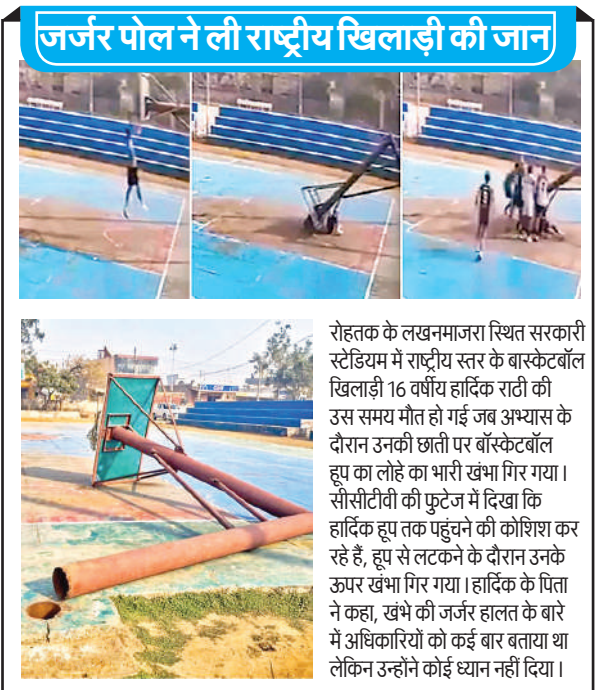 जर्जर पोल ने ली राष्ट्रीय खिलाड़ी की जान
रोहतक के लखनमाजरा स्थित सरकारी
स्टेडियम में राष्ट्रीय स्तर के बास्केटबॉल
खिलाड़ी 16 वर्षीय हार्दिक राठी की
उस समय मौत हो गई जब अभ्यास के
दौरान उनकी छाती पर बॉस्केटबॉल
हूप का लोहे का भारी खंभा गिर गया।
सीसीटीवी की फुटेज में दिखा कि
हार्दिक हूप तक पहुंचने की कोशिश कर
रहे हैं, हूप से लटकने के दौरान उनके
ऊपर खंभा गिर गया। हार्दिक के पिता
ने कहा, खंभे की जर्जर हालत के बारे
में अधिकारियों को कई बार बताया था
लेकिन उन्होंने कोई ध्यान नहीं दिया।